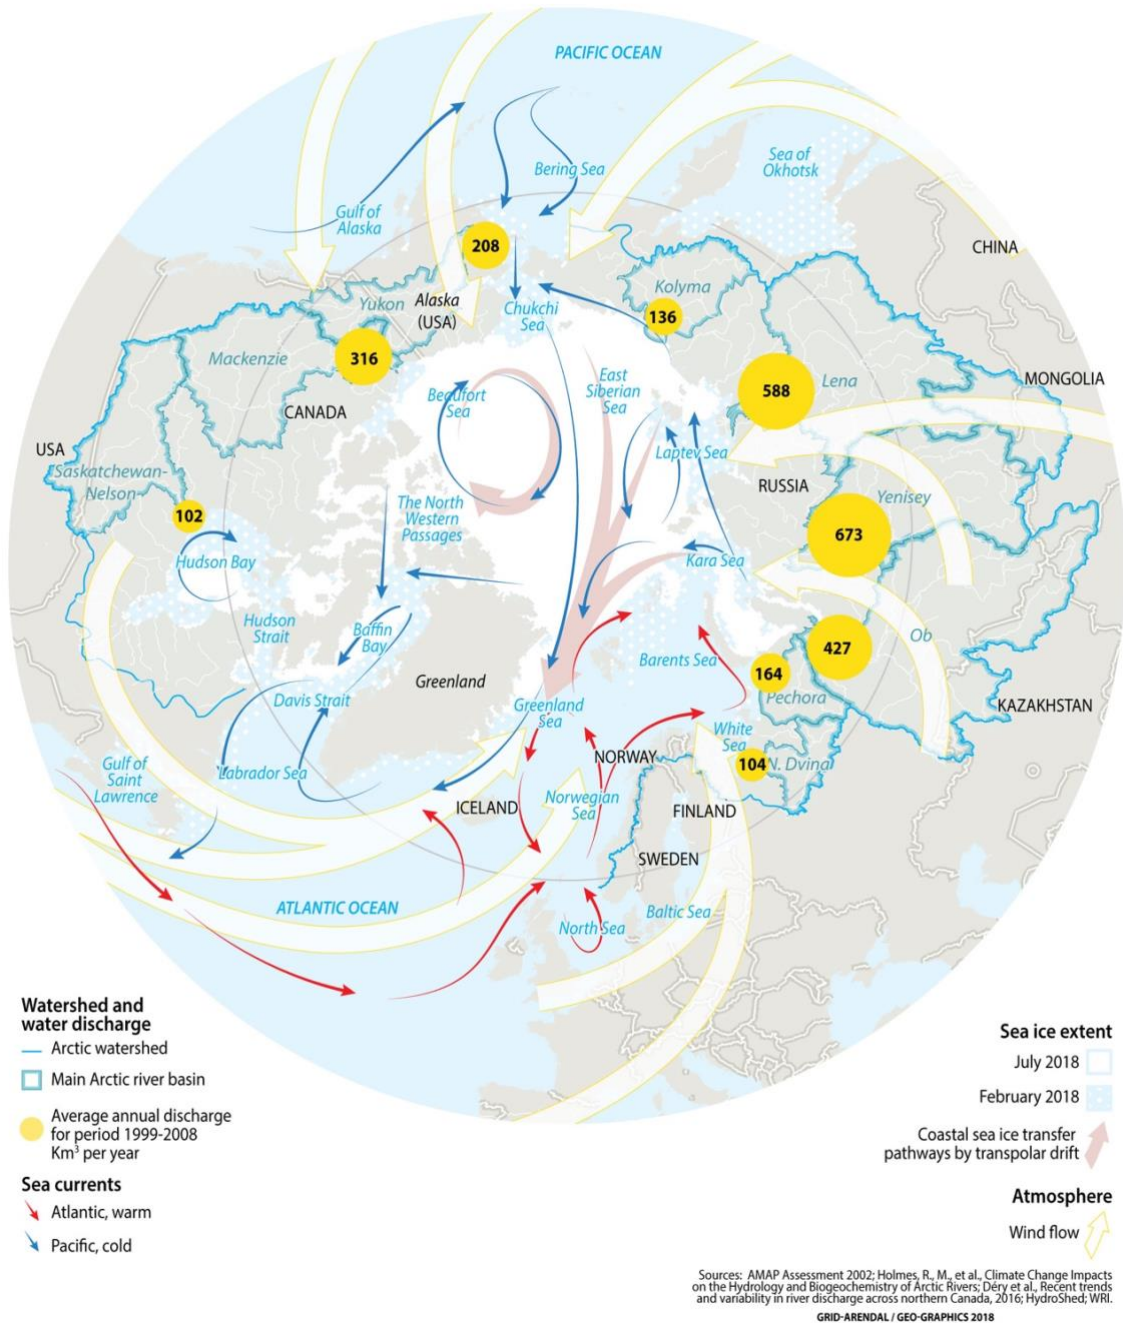 PACIFIC OCEAN
Sea of
Okhotsk
Bering Sea
Gulf of
Alaska
208
CHINA
Kolyma
Yukon
Alaska
(USA)
Chukchi
Sea
136
Mackenzie
316
East
Siberian
Sea
588
Lena
MONGOLIA
Beaufort
Sea
CANADA
USA
Laptev Sea
Saskatchewan-
Nelson
RUSSIA
Yenisey
The North
Western
Passages
102
673
Hudson Bay
Kara Sea
Hudson
Strait
Baffin
Bay
Ob
427
Barents Sea
164
Greenland
Pechora
Davis Strait
Greenland
Sea
KAZAKHSTAN
White
Sea
NORWAY
104
N. Dvina
Gulf of
Saint
Lawrence
Labrador Sea
ICELAND
Norwegian
Sea
FINLAND
SWEDEN
ATLANTIC OCEAN
Baltic Sea
North Sea
Watershed and
water discharge
Arctic watershed
Main Arctic river basin
Average annual discharge
for period 1999-2008
Km³ per year
Sea currents
Atlantic, warm
Pacific, cold
Sea ice extent
July 2018
February 2018
Coastal sea ice transfer
pathways by transpolar drift
Atmosphere
Wind flow
Sources: AMAP Assessment 2002; Holmes, R., M., et al., Climate Change Impacts
on the Hydrology and Biogeochemistry of Arctic Rivers; Déry et al., Recent trends
and variability in river discharge across northern Canada, 2016; HydroShed; WRI.
GRID-ARENDAL / GEO-GRAPHICS 2018